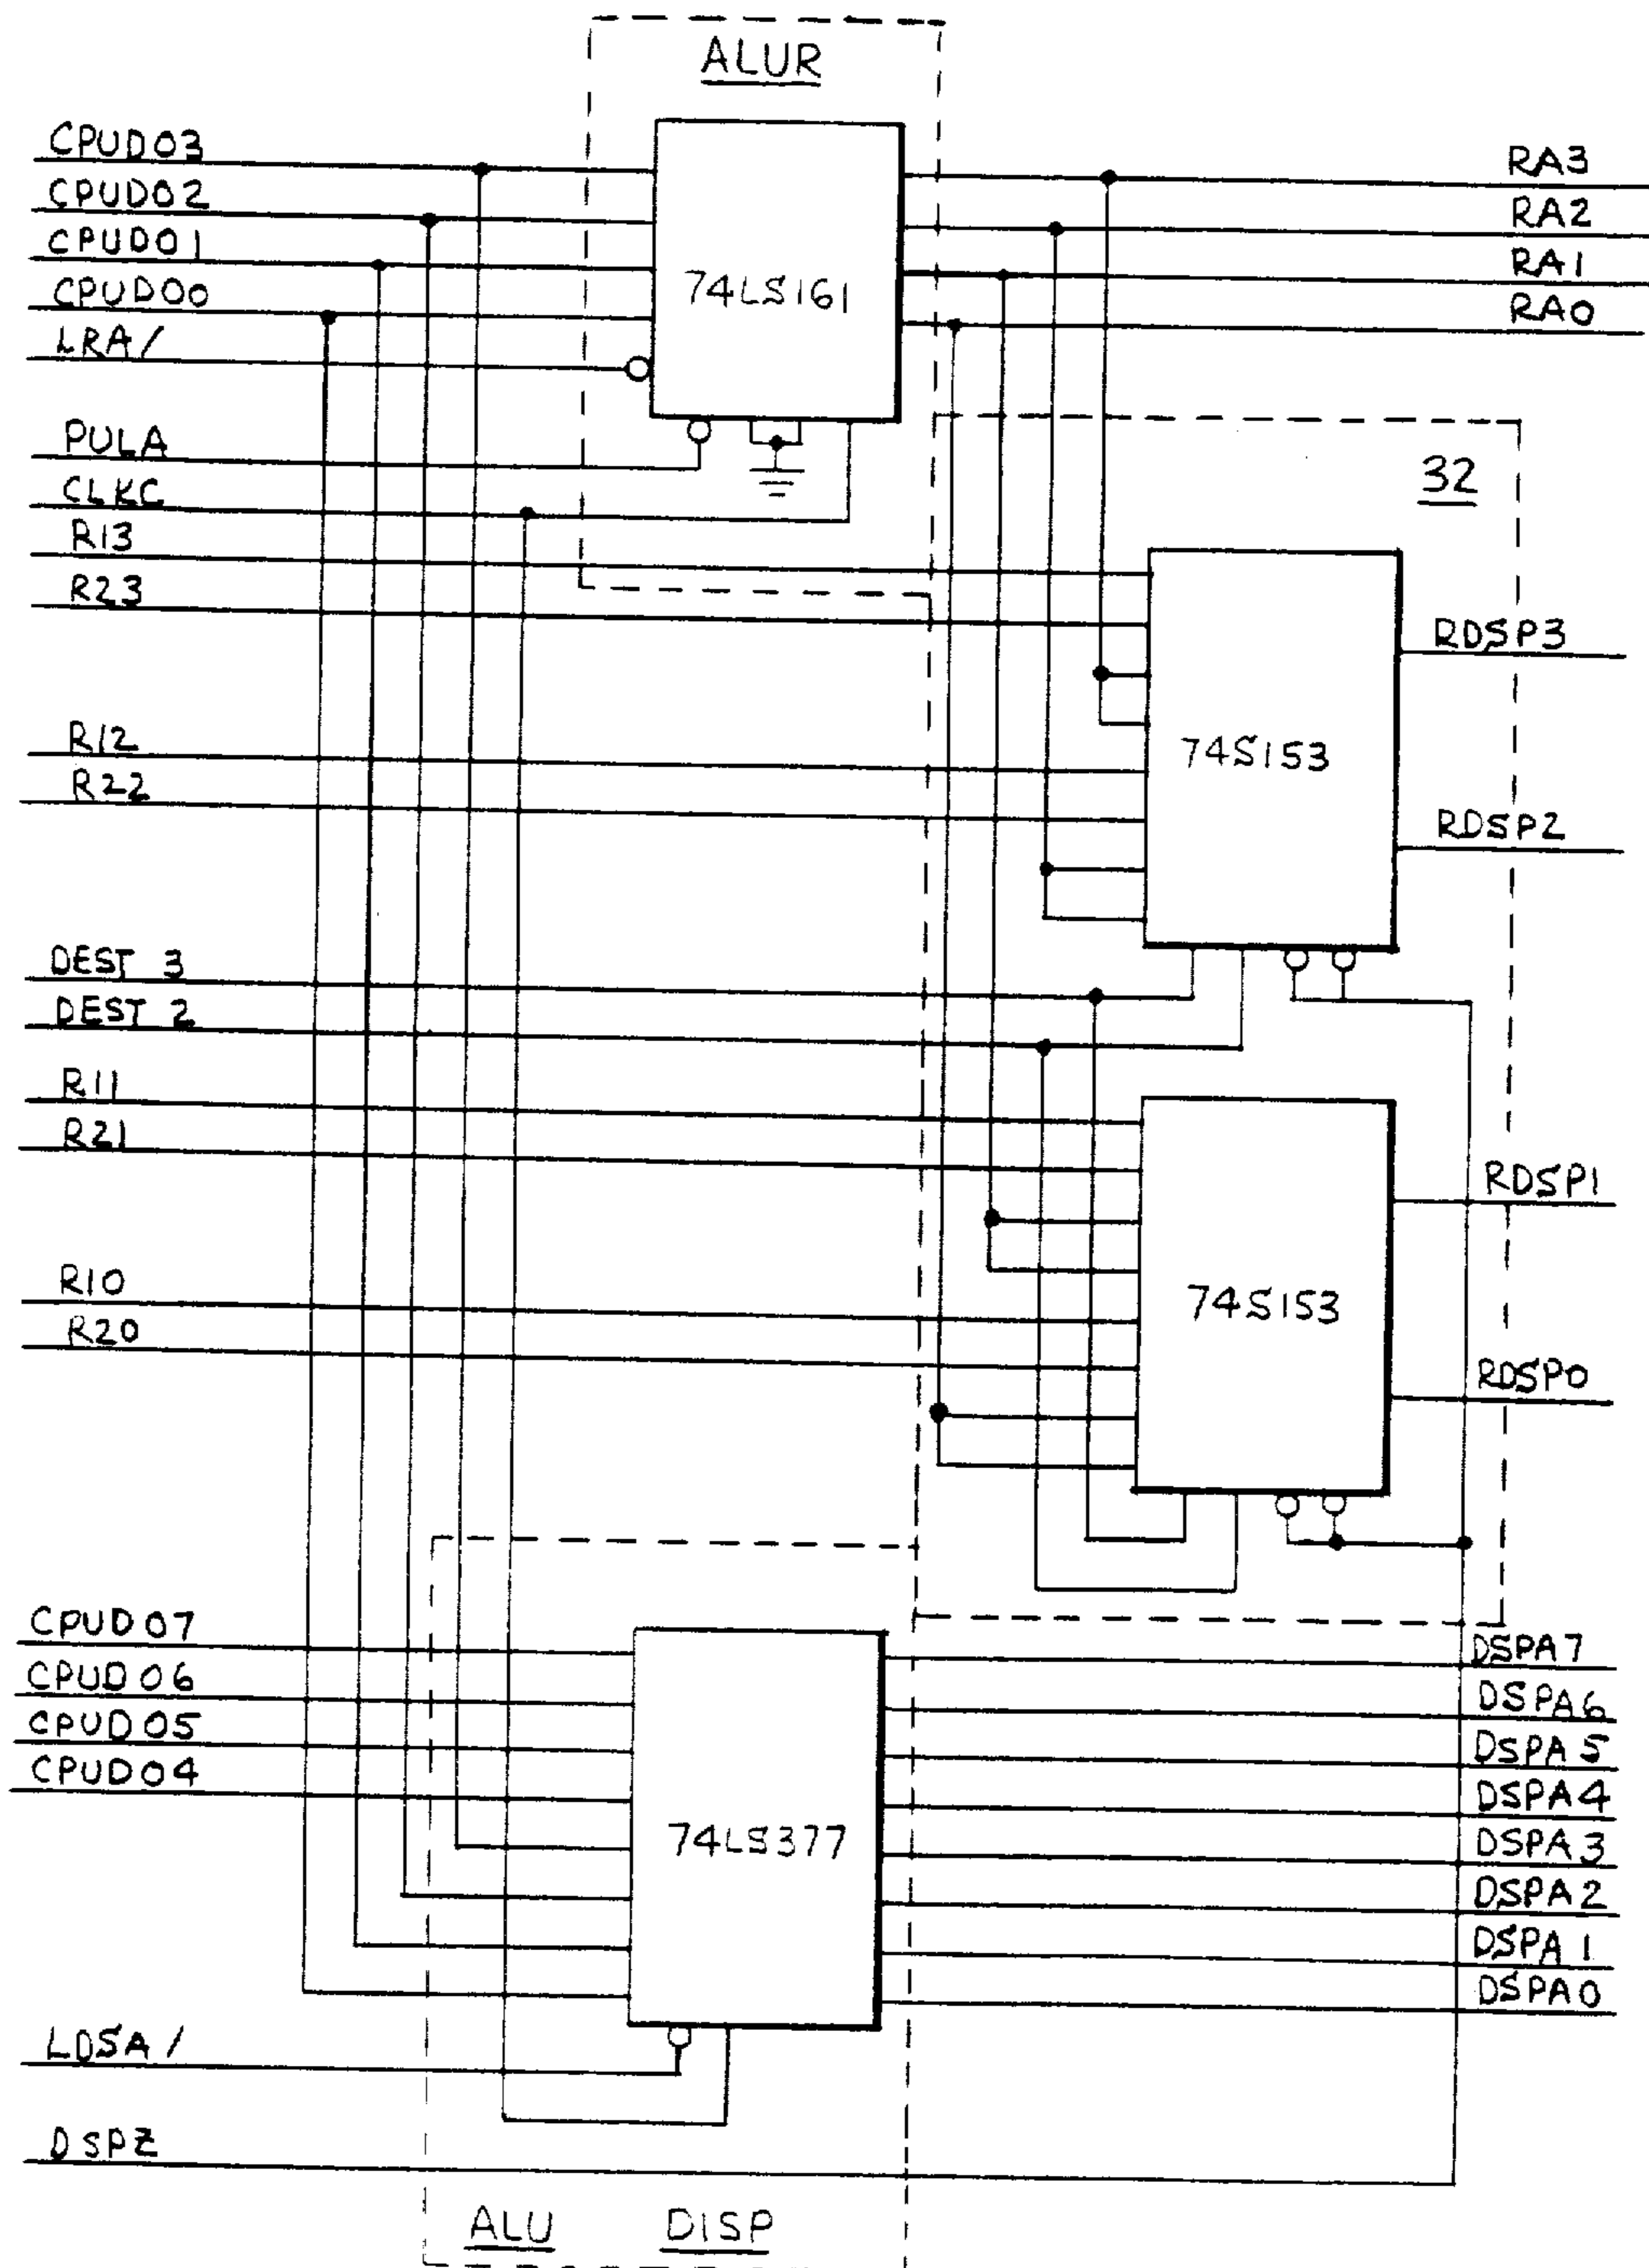 ALUR
CPUD03
CPUD02
CPUD01
CPUD00
LRA/
PULA
CLKC
R13
R23
R12
R22
DEST 3
DEST 2
R11
R21
R10
R20
CPUD07
CPUD06
CPUD05
CPUD04
LDSA/
DSPZ
74LS161
RA3
RA2
RA1
RA0
32
74S153
RDSP3
RDSP2
74S153
RDSP1
RDSP0
74LS377
DSPA7
DSPA6
DSPA5
DSPA4
DSPA3
DSPA2
DSPA1
DSPA0
ALU DISP